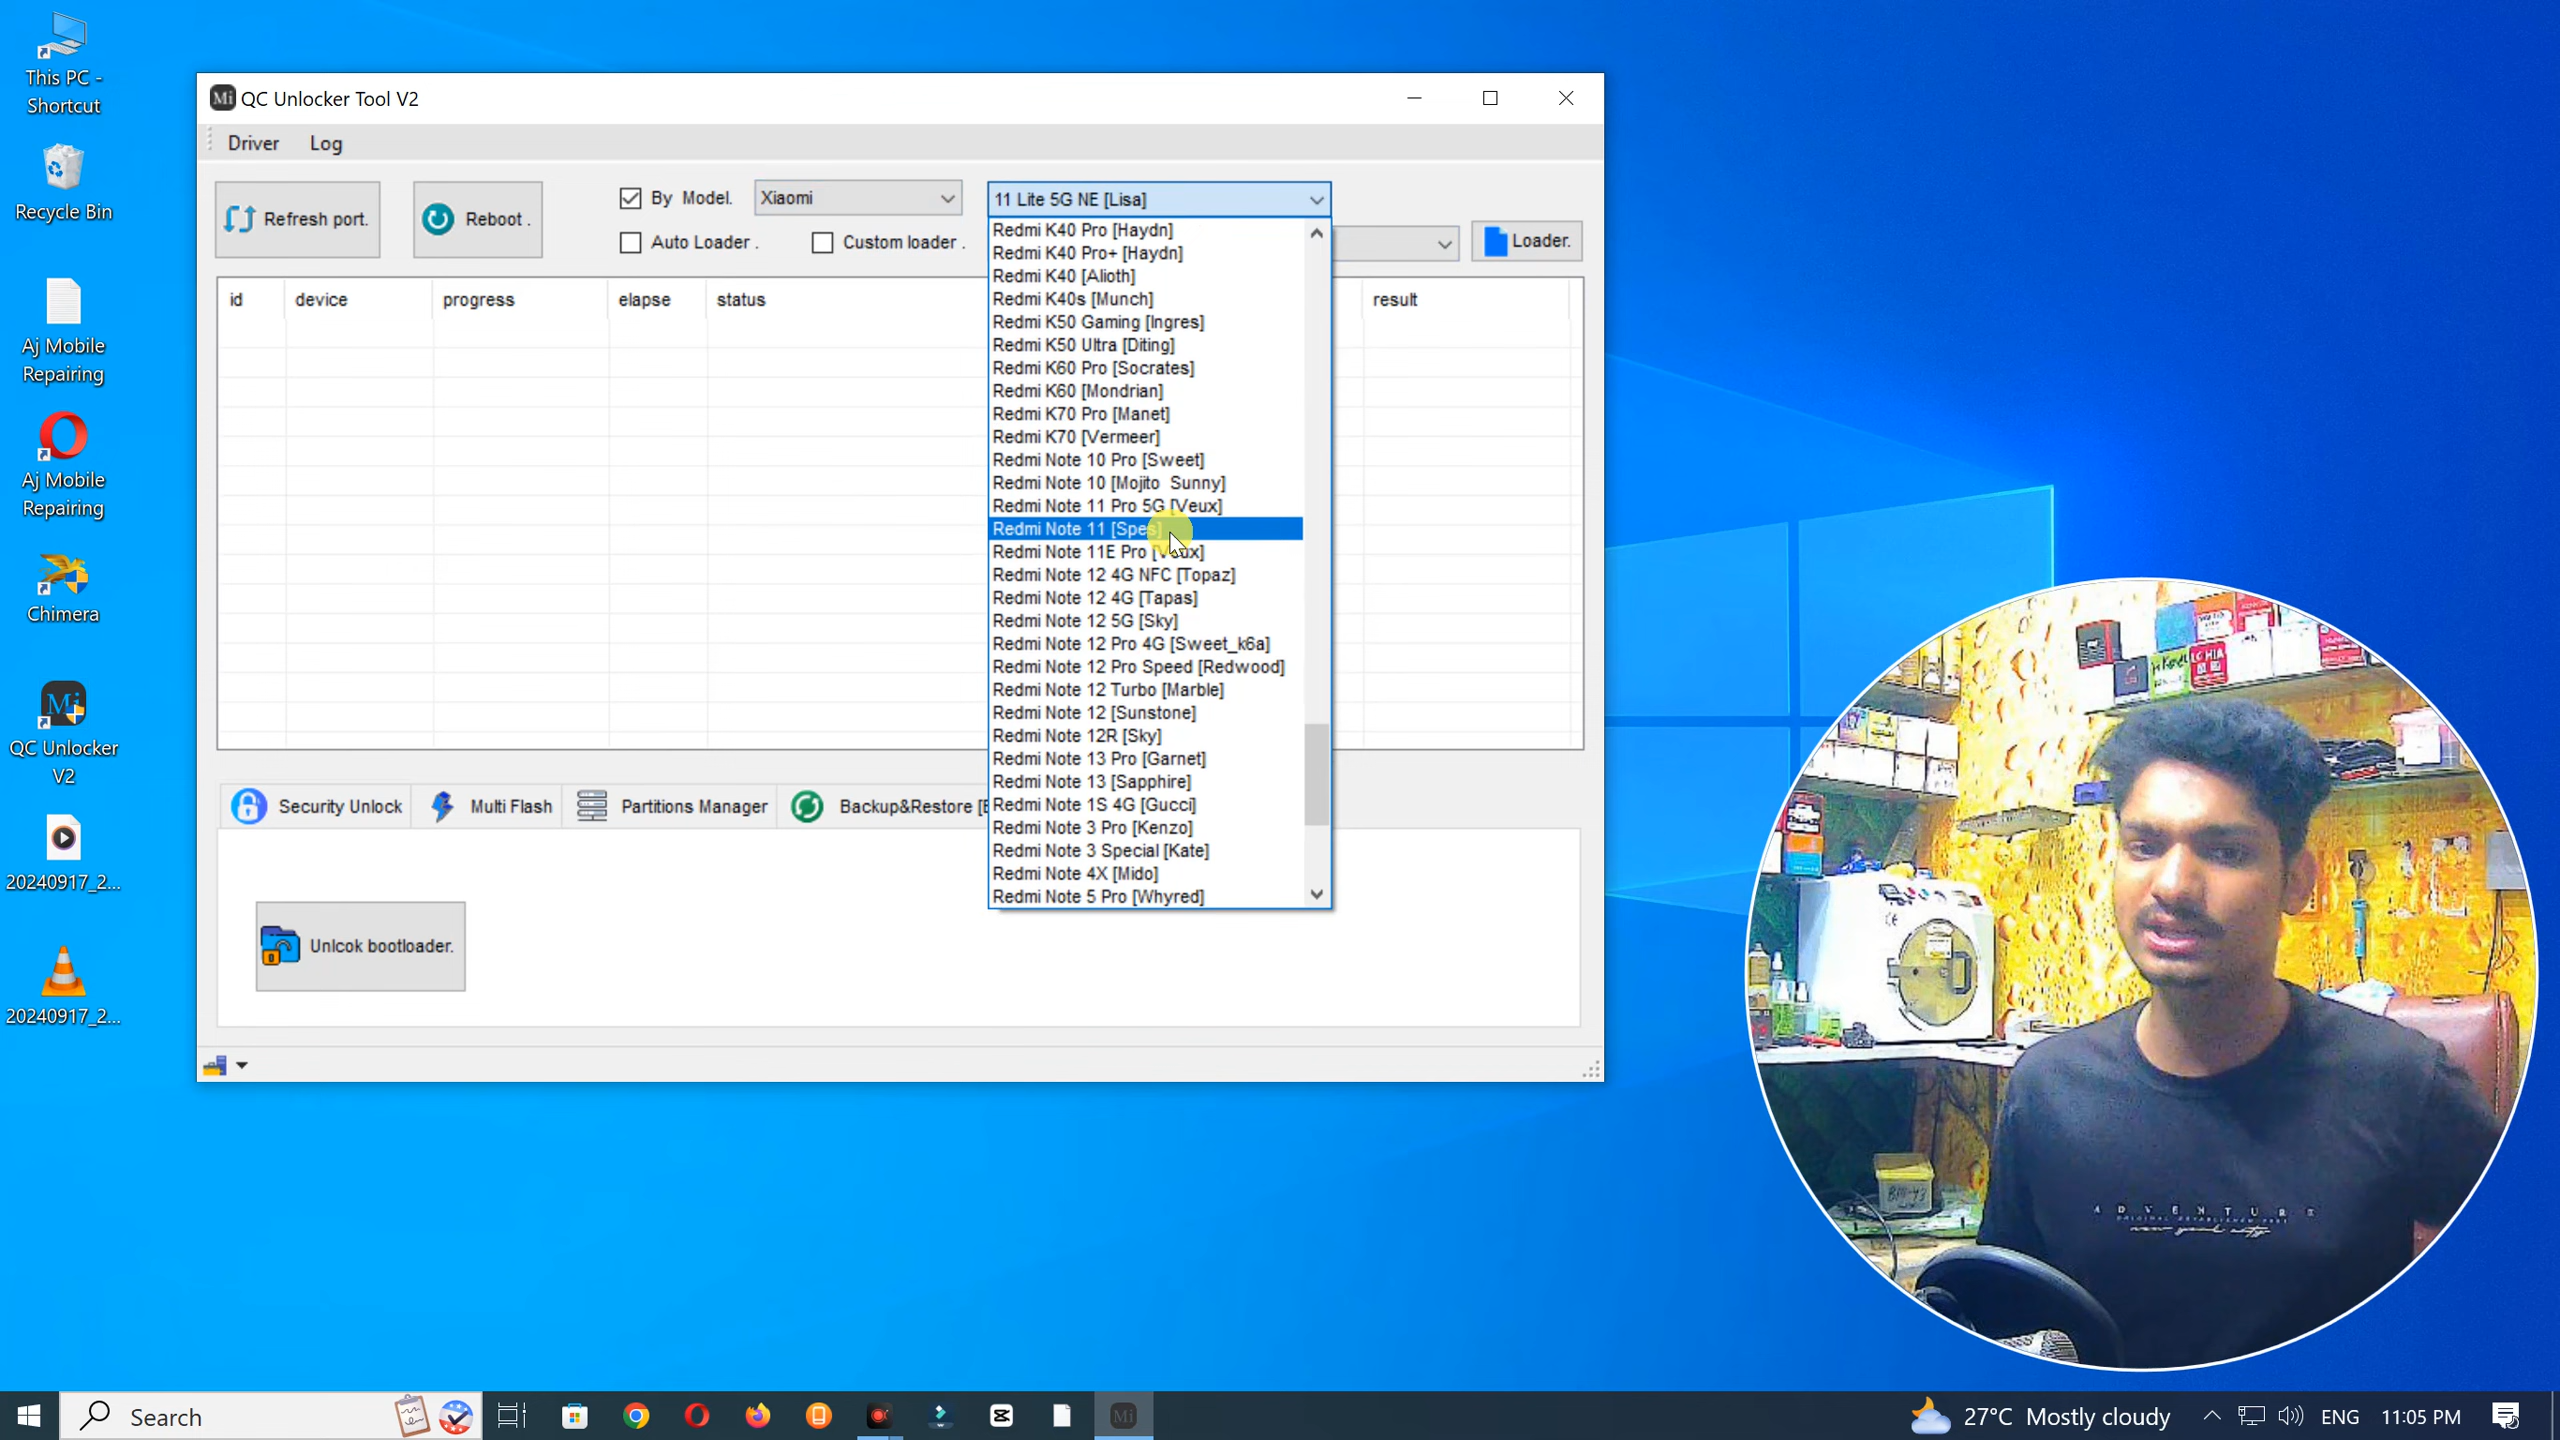 This PC -
Shortcut
Recycle Bin
Aj Mobile
Repairing
Aj Mobile
Repairing
Chimera
Mi
QC Unlocker
V2
20240917_2...
20240917_2...
Mi QC Unlocker Tool V2
Driver Log
Refresh port.
Reboot .
By Model.
Xiaomi
11 Lite 5G NE [Lisa]
Auto Loader .
Custom loader .
Loader.
id device progress elapse status result
Redmi K40 Pro [Haydn]
Redmi K40 Pro+ [Haydn]
Redmi K40 [Alioth]
Redmi K40s [Munch]
Redmi K50 Gaming [Ingres]
Redmi K50 Ultra [Diting]
Redmi K60 Pro [Socrates]
Redmi K60 [Mondrian]
Redmi K70 Pro [Manet]
Redmi K70 [Vermeer]
Redmi Note 10 Pro [Sweet]
Redmi Note 10 [Mojito Sunny]
Redmi Note 11 Pro 5G [Veux]
Redmi Note 11 [Spes]
Redmi Note 11E Pro [Veux]
Redmi Note 12 4G NFC [Topaz]
Redmi Note 12 4G [Tapas]
Redmi Note 12 5G [Sky]
Redmi Note 12 Pro 4G [Sweet_k6a]
Redmi Note 12 Pro Speed [Redwood]
Redmi Note 12 Turbo [Marble]
Redmi Note 12 [Sunstone]
Redmi Note 12R [Sky]
Redmi Note 13 Pro [Garnet]
Redmi Note 13 [Sapphire]
Redmi Note 1S 4G [Gucci]
Redmi Note 3 Pro [Kenzo]
Redmi Note 3 Special [Kate]
Redmi Note 4X [Mido]
Redmi Note 5 Pro [Whyred]
Security Unlock
Multi Flash
Partitions Manager
Backup&Restore [E
Unlcok bootloader.
ADVENTURE
Search
Mi
27°C Mostly cloudy
ENG
11:05 PM